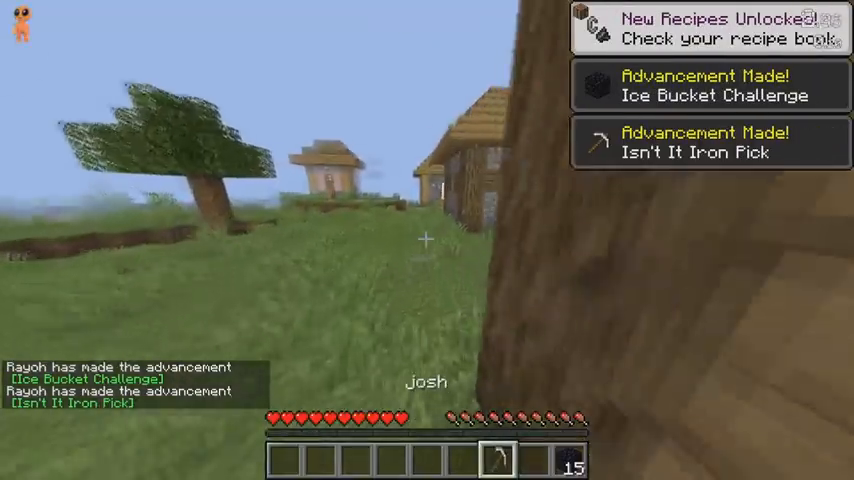 New Recipes Unlocked!
Check your recipe book
Advancement Made!
Ice Bucket Challenge
Advancement Made!
Isn't It Iron Pick
Rayoh has made the advancement
[Ice Bucket Challenge]
Rayoh has made the advancement
[Isn't It Iron Pick]
josh
15